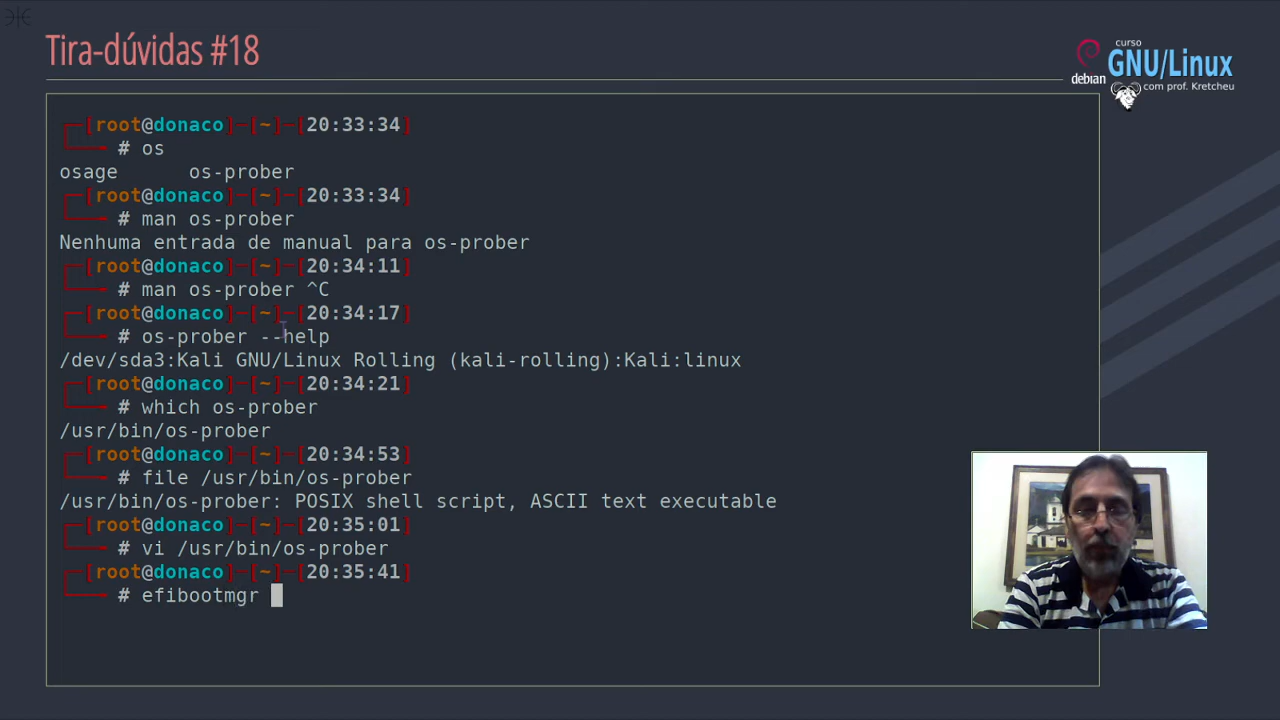 Tira-dúvidas #18
curso
GNU/Linux
debian
com prof. Kretcheu
[root@donaco]-[~]-[20:33:34]
# os
osage os-prober
[root@donaco]-[~]-[20:33:34]
# man os-prober
Nenhuma entrada de manual para os-prober
[root@donaco]-[~]-[20:34:11]
# man os-prober ^C
[root@donaco]-[~]-[20:34:17]
# os-prober --help
/dev/sda3:Kali GNU/Linux Rolling (kali-rolling):Kali:linux
[root@donaco]-[~]-[20:34:21]
# which os-prober
/usr/bin/os-prober
[root@donaco]-[~]-[20:34:53]
# file /usr/bin/os-prober
/usr/bin/os-prober: POSIX shell script, ASCII text executable
[root@donaco]-[~]-[20:35:01]
# vi /usr/bin/os-prober
[root@donaco]-[~]-[20:35:41]
# efibootmgr